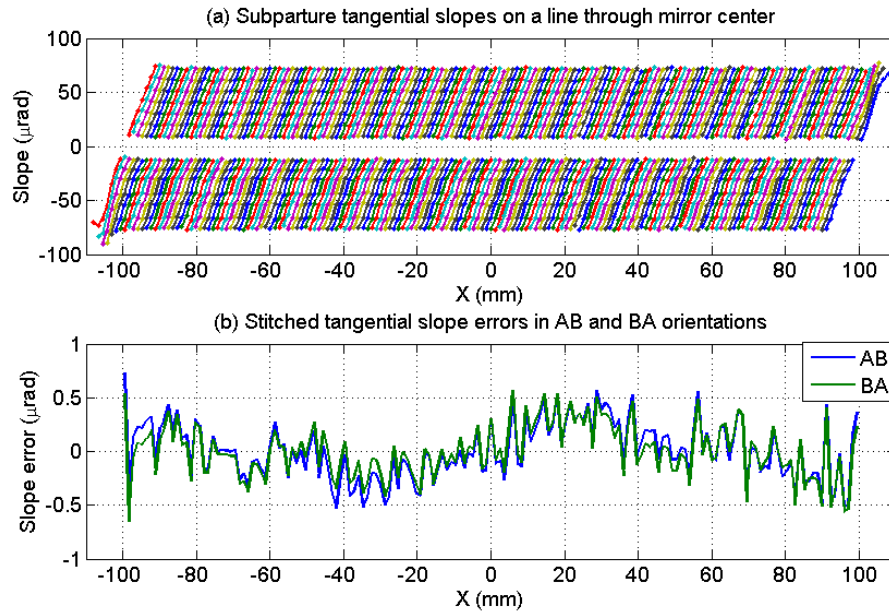 (a) Subparture tangential slopes on a line through mirror center
100
50
0
-50
-100
Slope (μrad)
-100 -80 -60 -40 -20 0 20 40 60 80 100
X (mm)
(b) Stitched tangential slope errors in AB and BA orientations
1
0.5
0
-0.5
-1
Slope error (μrad)
AB
BA
-100 -80 -60 -40 -20 0 20 40 60 80 100
X (mm)